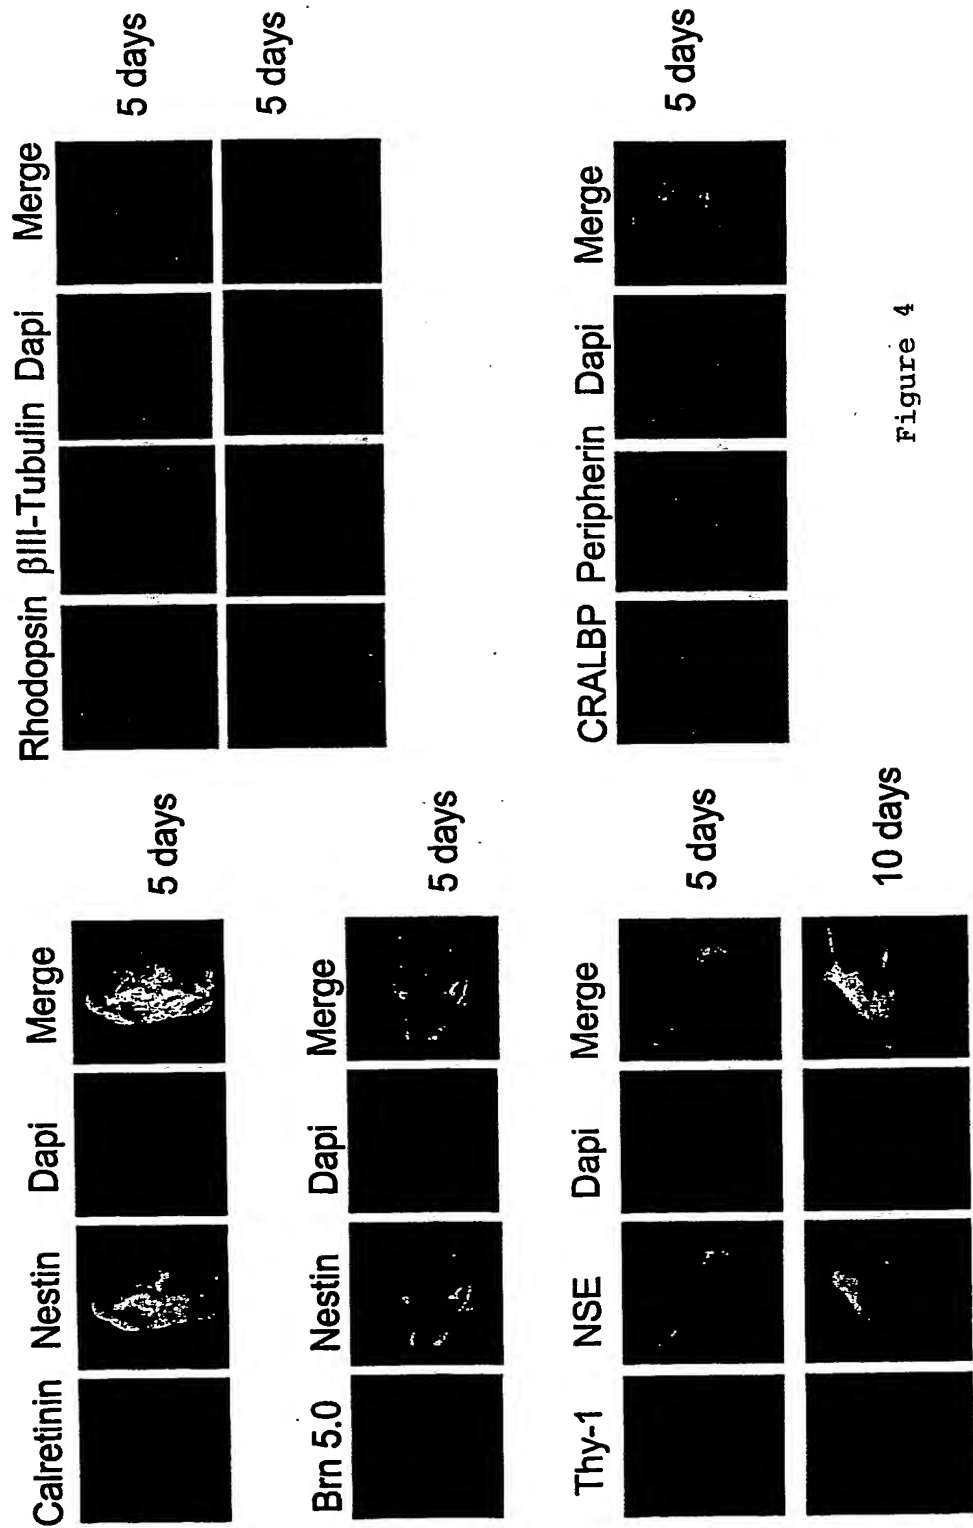 Calretinin Nestin Dapi Merge
5 days
Brn 5.0 Nestin Dapi Merge
5 days
Thy-1 NSE Dapi Merge
5 days
10 days
Rhodopsin βIII-Tubulin Dapi Merge
5 days
5 days
CRALBP Peripherin Dapi Merge
5 days
Figure 4